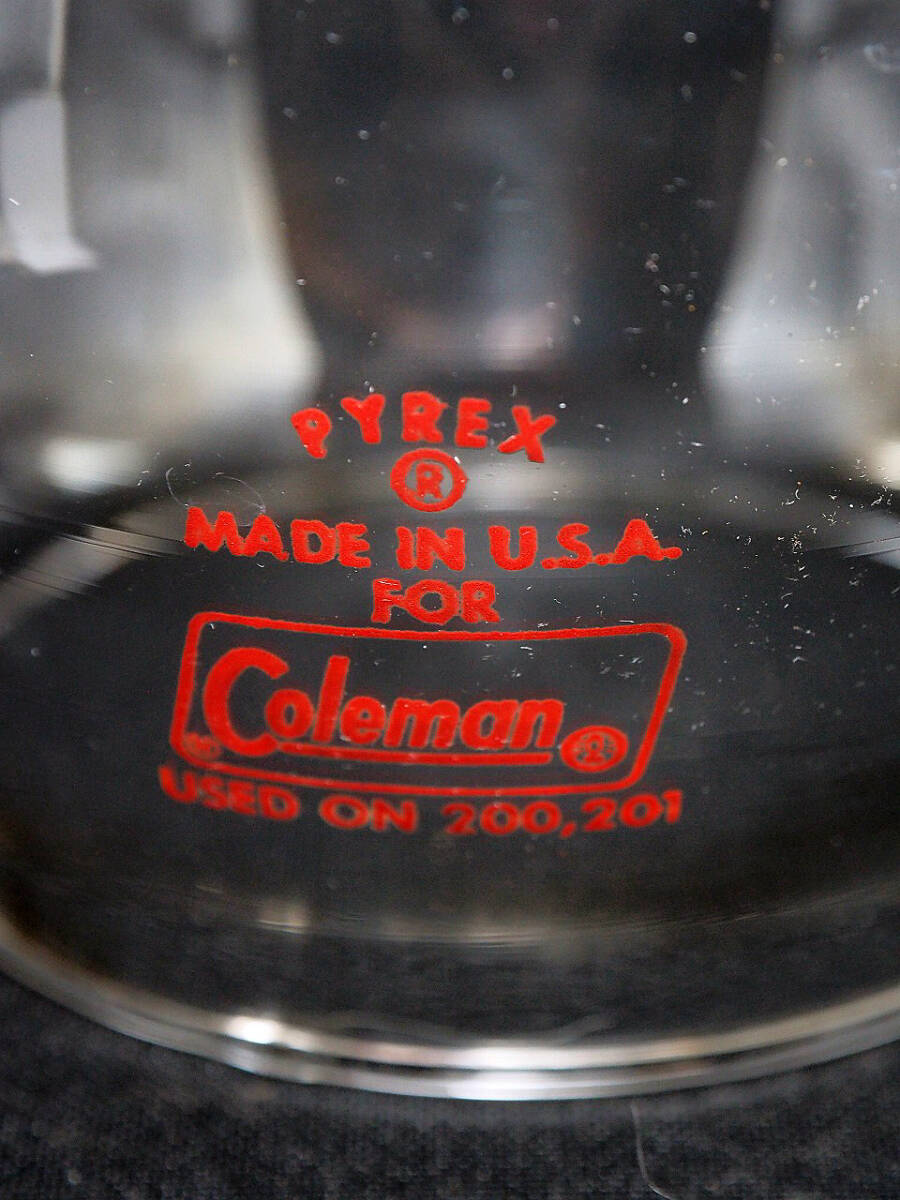 PYREX
®
MADE IN U.S.A.
FOR
Coleman ®
USED ON 200,201